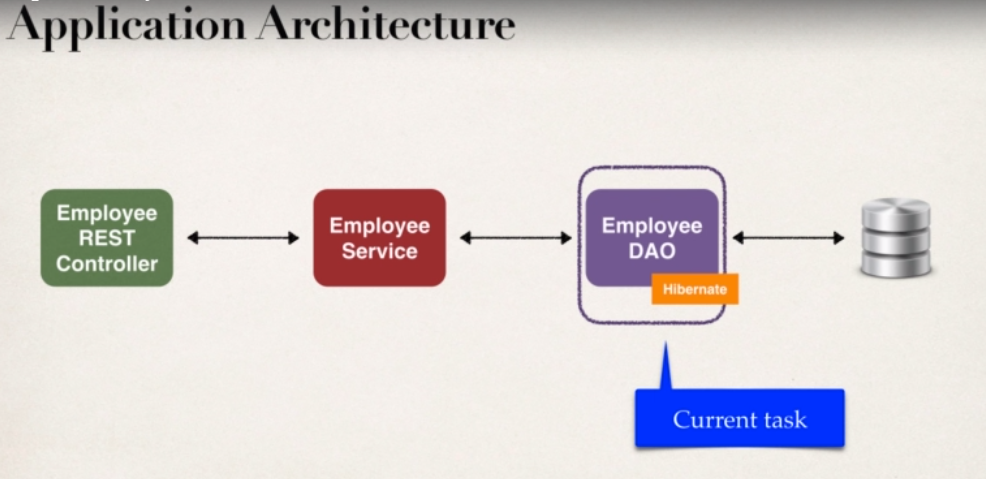 Application Architecture
Employee
REST
Controller
Employee
Service
Employee
DAO
Hibernate
Current task